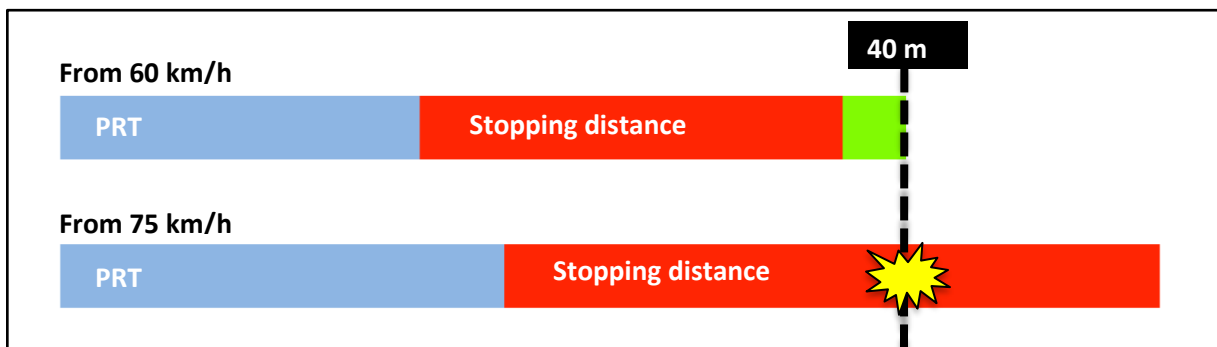 40 m
From 60 km/h
PRT Stopping distance
From 75 km/h
PRT Stopping distance